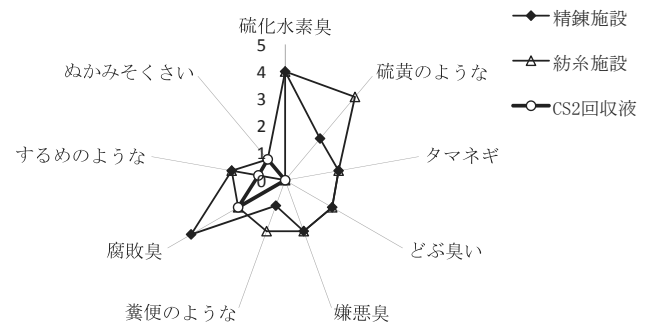 硫化水素臭
5
4
3
2
1
0
硫黄のような
タマネギ
どぶ臭い
嫌悪臭
糞便のような
腐敗臭
するめのような
ぬかみそくさい
精錬施設
紡糸施設
CS2回収液